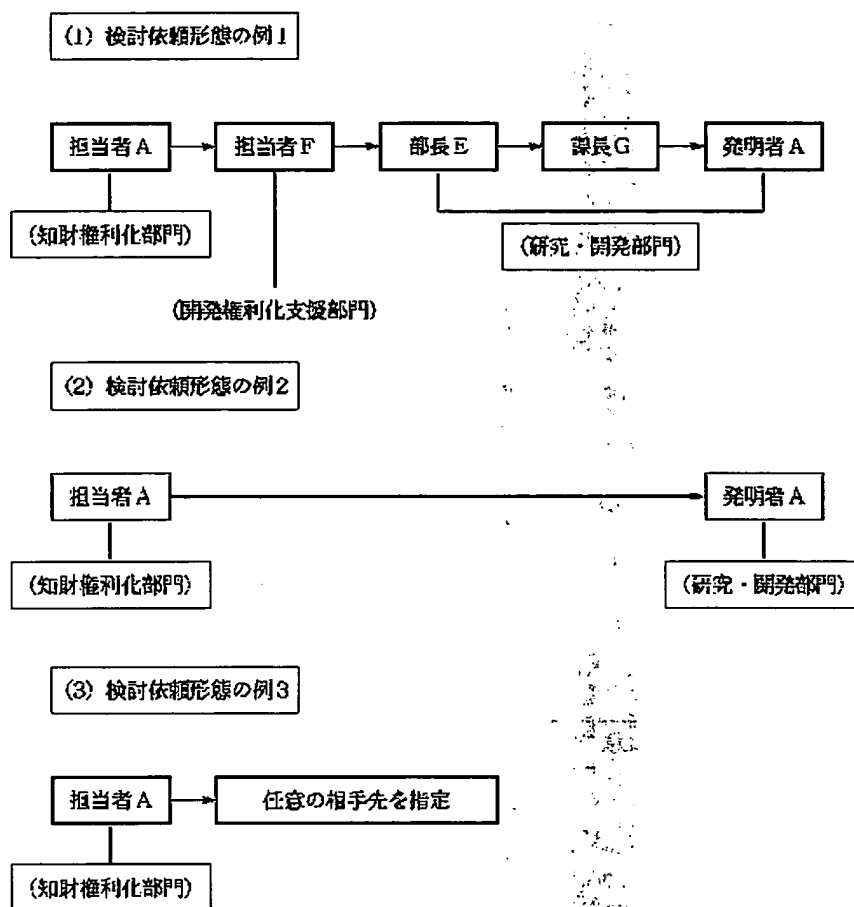 (1) 検討依頼形態の例1
担当者A 担当者F 部長E 課長G 発明者A
(知財権利化部門)
(研究・開発部門)
(開発権利化支援部門)
(2) 検討依頼形態の例2
担当者A 発明者A
(知財権利化部門) (研究・開発部門)
(3) 検討依頼形態の例3
担当者A 任意の相手先を指定
(知財権利化部門)